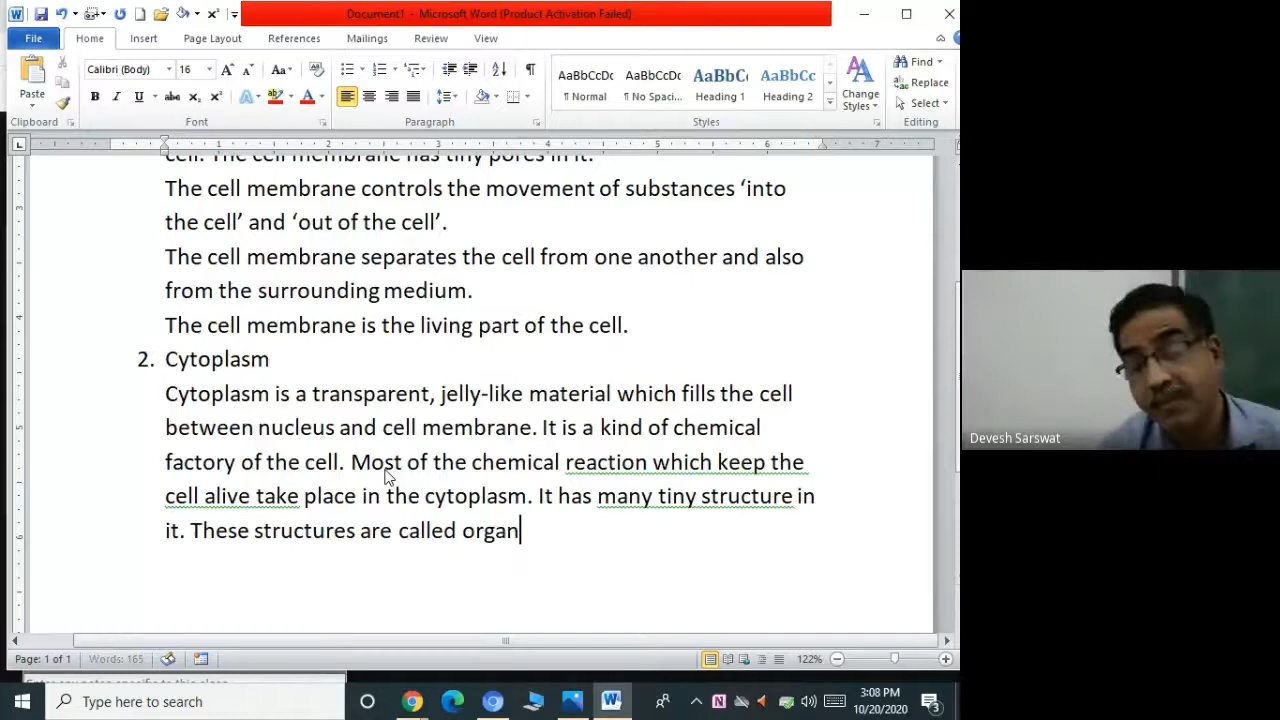 Document1 - Microsoft Word (Product Activation Failed)
File Home Insert Page Layout References Mailings Review View
Calibri (Body) 16
Paste
AaBbCcDc AaBbCcDc AaBbC AaBbCc
¶ Normal ¶ No Spaci... Heading 1 Heading 2
Change Styles
Find
Replace
Select
Clipboard Font Paragraph Styles Editing
cell. The cell membrane has tiny pores in it.
The cell membrane controls the movement of substances ‘into
the cell’ and ‘out of the cell’.
The cell membrane separates the cell from one another and also
from the surrounding medium.
The cell membrane is the living part of the cell.
2. Cytoplasm
Cytoplasm is a transparent, jelly-like material which fills the cell
between nucleus and cell membrane. It is a kind of chemical
factory of the cell. Most of the chemical reaction which keep the
cell alive take place in the cytoplasm. It has many tiny structure in
it. These structures are called organ
Devesh Sarswat
Page: 1 of 1 Words: 165 122%
Type here to search
3:08 PM
10/20/2020
3